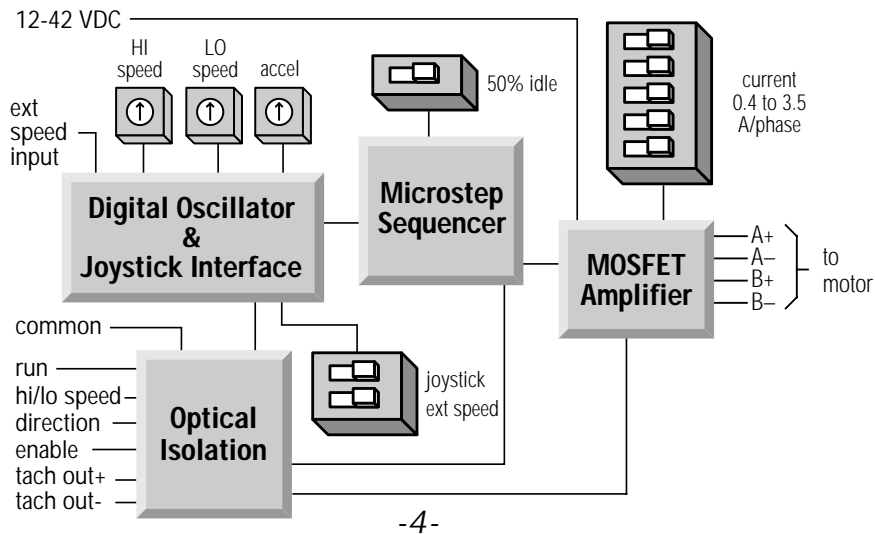 12-42 VDC
HI
speed
LO
speed
accel
50% idle
current
0.4 to 3.5
A/phase
ext
speed
input
Digital Oscillator
&
Joystick Interface
Microstep
Sequencer
MOSFET
Amplifier
A+
A–
B+
B–
to
motor
common
run
hi/lo speed
direction
enable
tach out+
tach out-
Optical
Isolation
joystick
ext speed
-4-